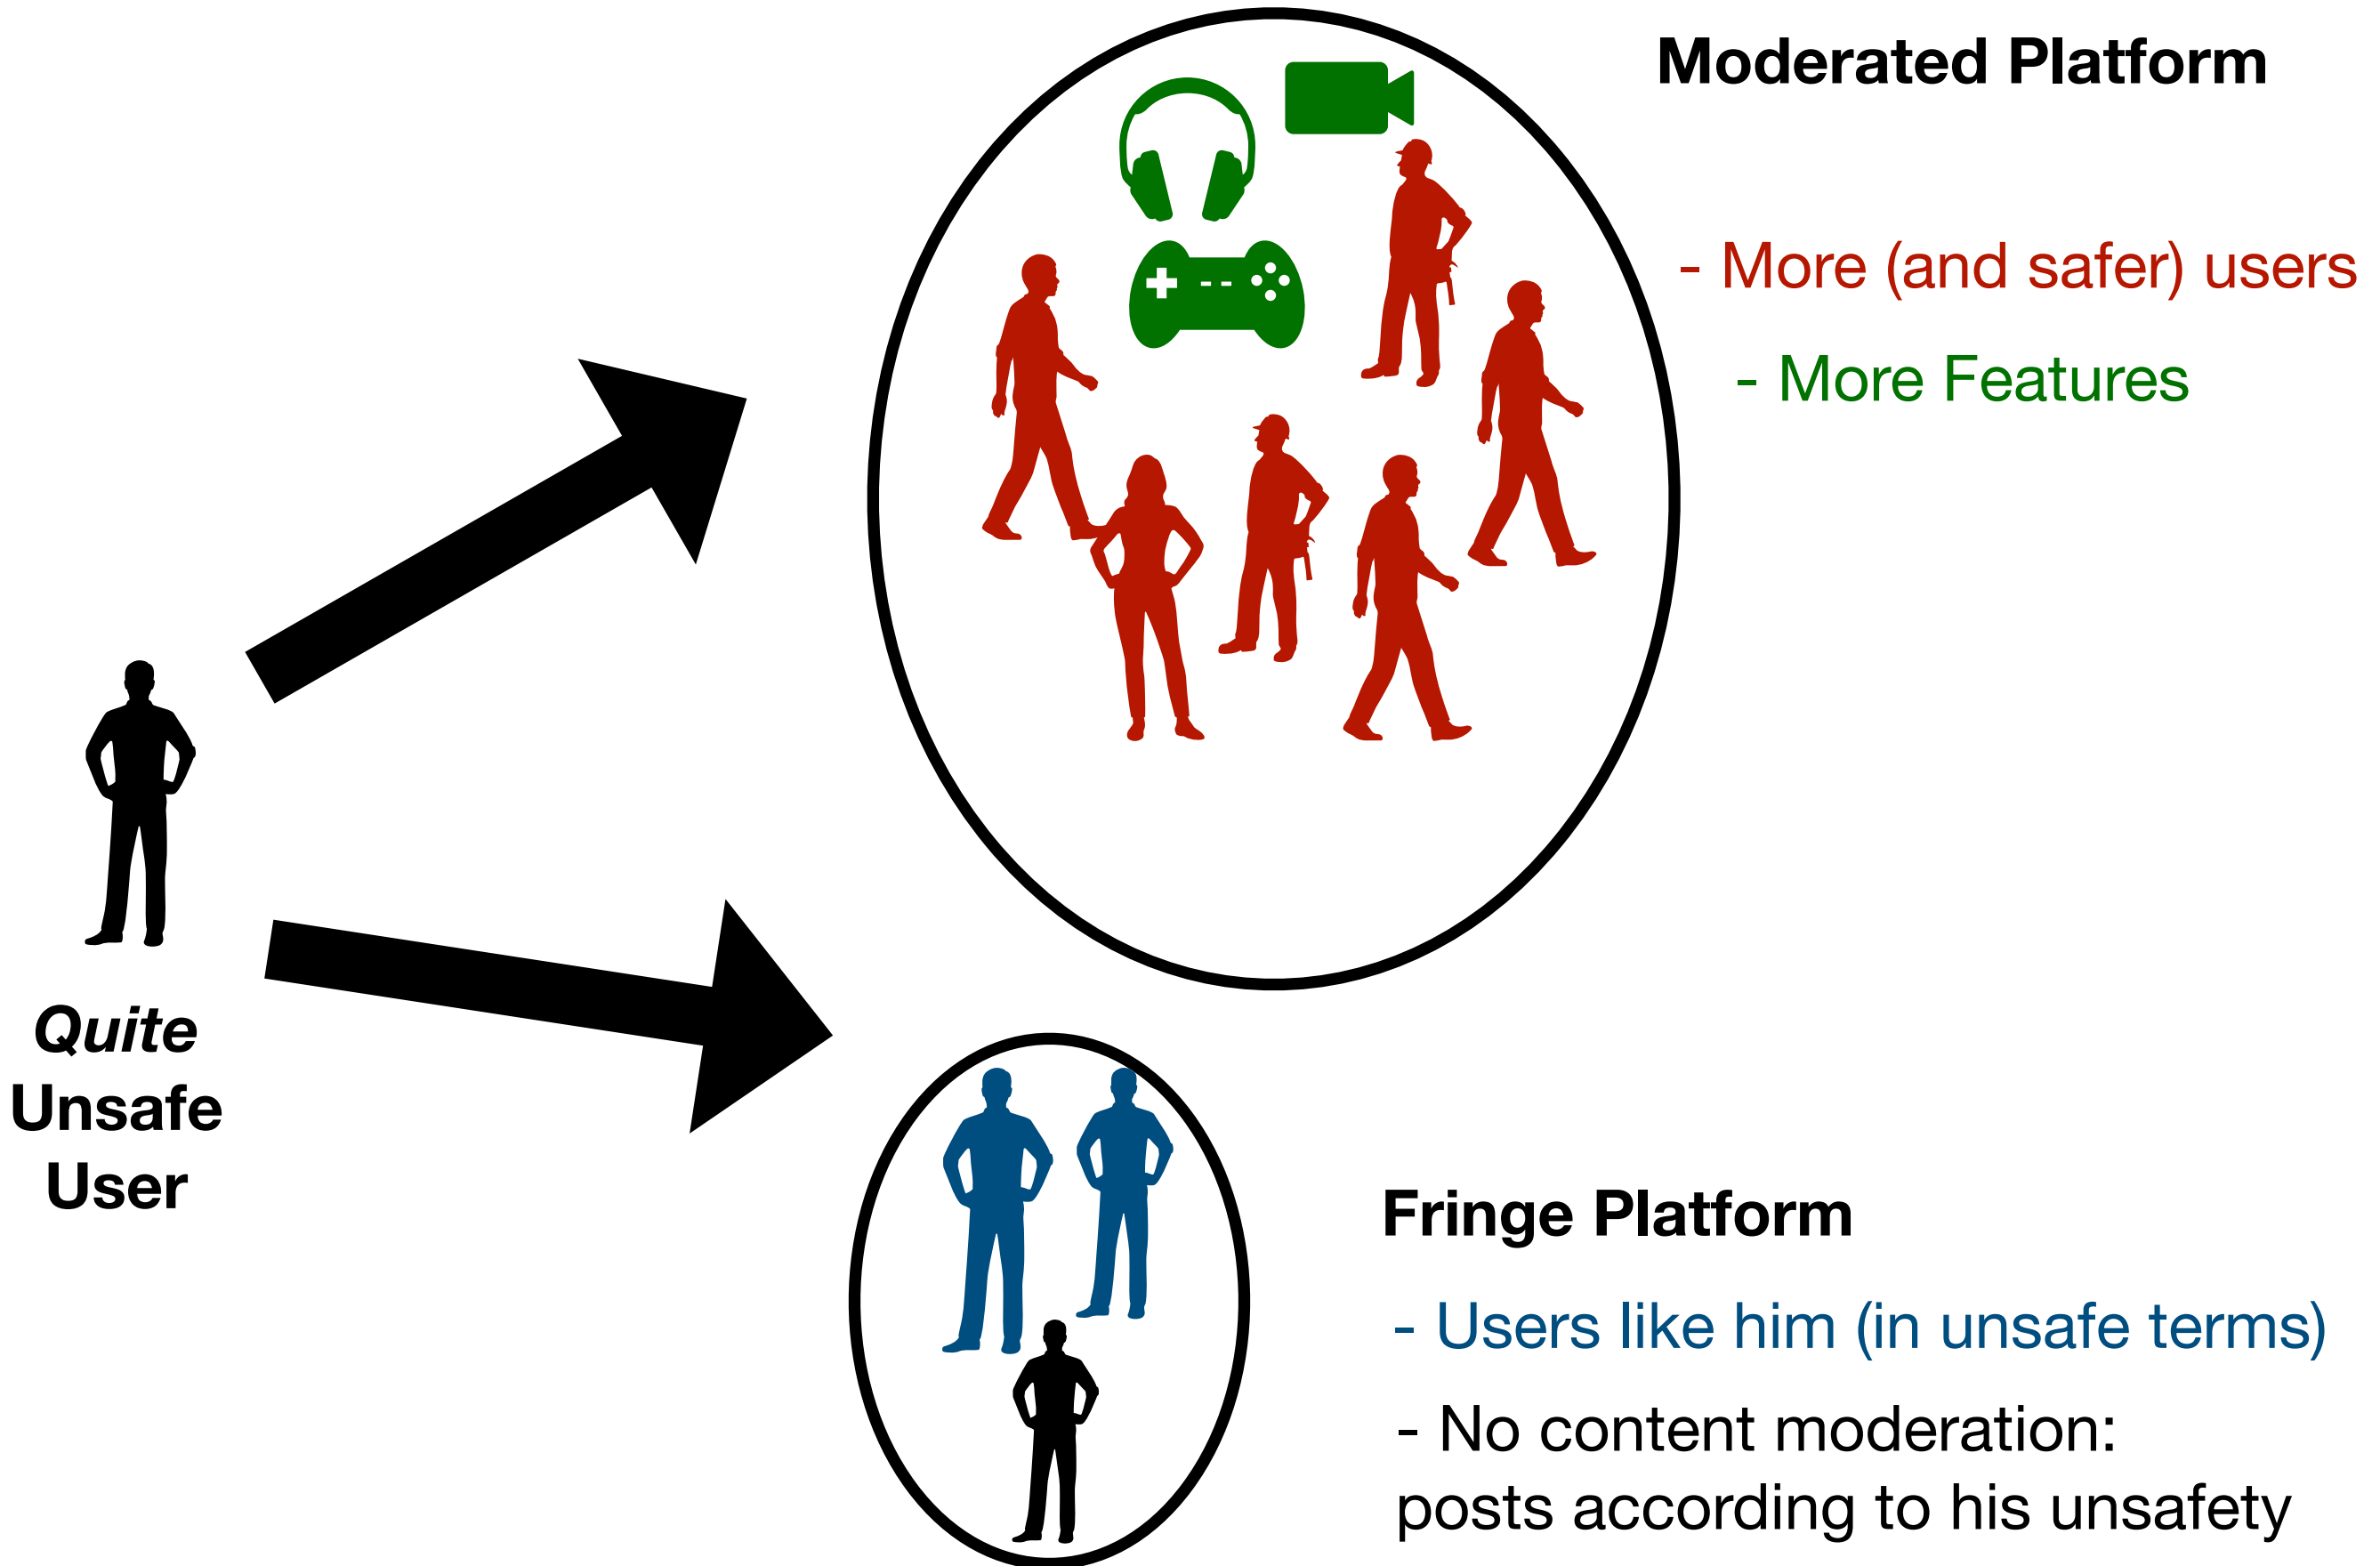 Moderated Platform
- More (and safer) users
- More Features
Quite
Unsafe
User
Fringe Platform
- Users like him (in unsafe terms)
- No content moderation:
posts according to his unsafety